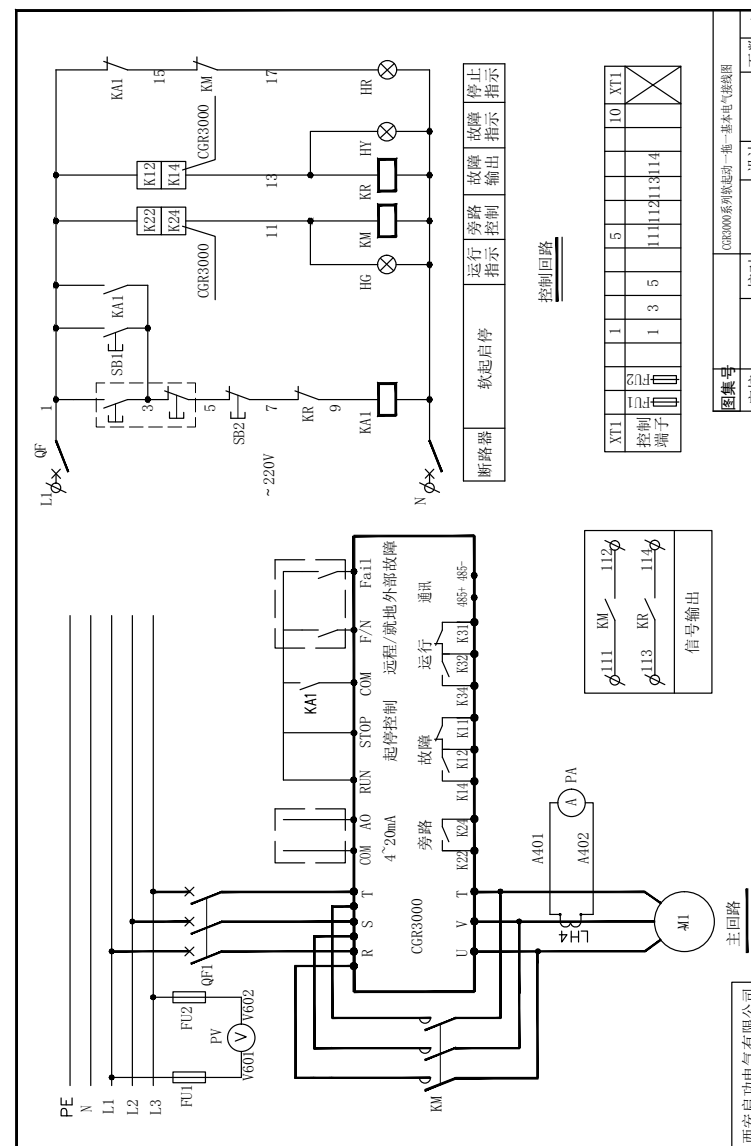 PE
N
L1
L2
L3
FU1
FU2
PV
V
V601
V602
QF1
KM
R
S
T
CGR3000
U
V
T
COM
AO
4~20mA
RUN
STOP
COM
F/N
Fail
起停控制
远程/就地
外部故障
KA1
旁路
故障
运行
通讯
K22
K24
K14
K12
K11
K34
K32
K31
485+
485-
LH4
A401
A402
A
PA
M1
主回路
L1
QF
1
SB1
KA1
3
5
SB2
7
KR
9
KA1
~220V
N
K22
K24
CGR3000
11
HG
KM
K12
K14
CGR3000
13
KR
HY
KA1
15
KM
17
HR
断路器
软起启停
运行指示
旁路控制
故障输出
故障指示
停止指示
控制回路
111
KM
112
113
KR
114
信号输出
XT1
1
5
10
XT1
控制端子
FU1
FU2
1
3
5
111
112
113
114
图集号
CGR3000系列软起动一拖一基本电气接线图